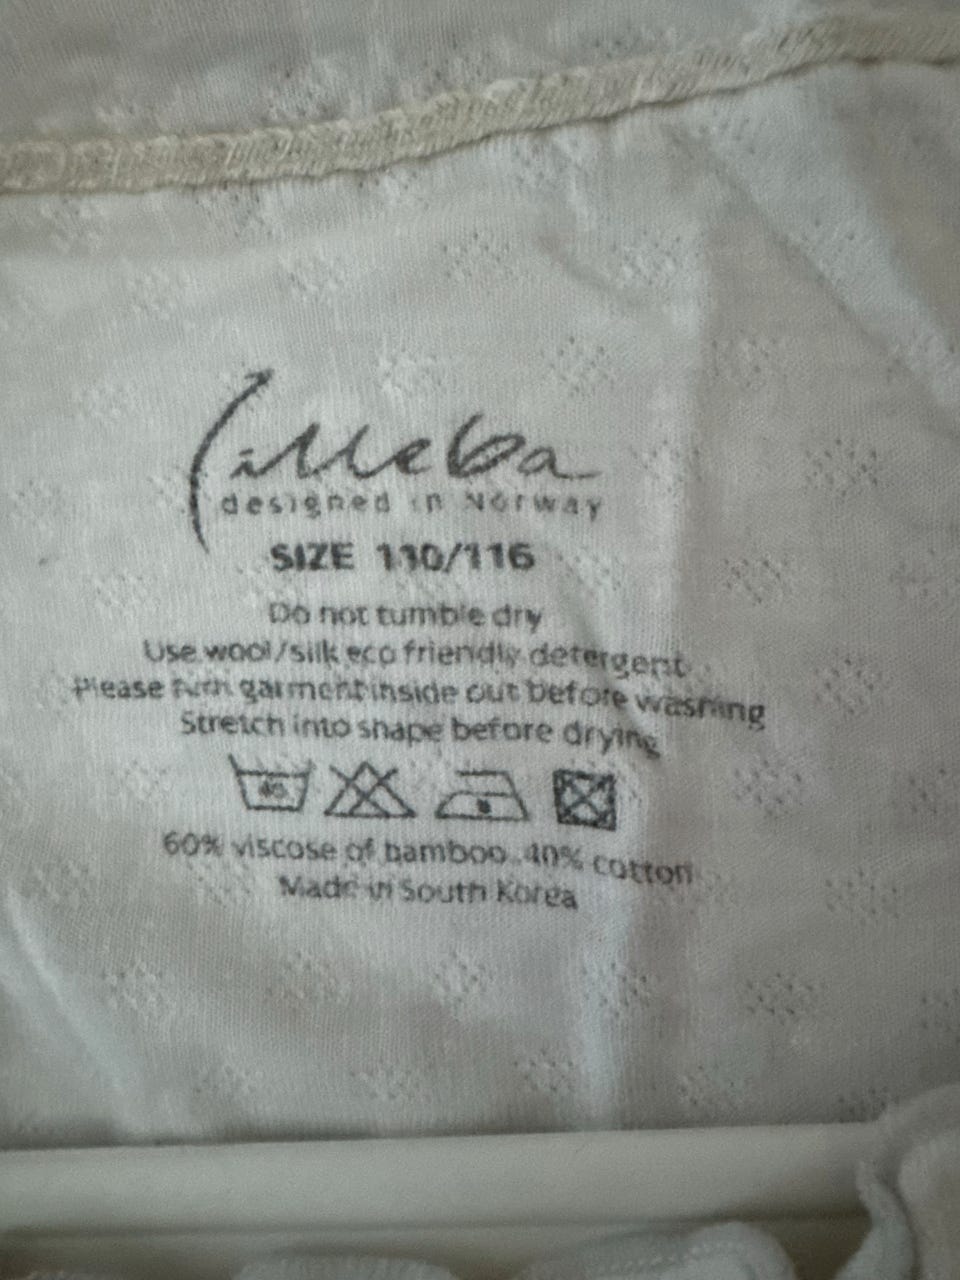 Lilleba
designed in Norway
SIZE 110/116
Do not tumble dry
Use wool/silk eco friendly detergent
Please turn garment inside out before washing
Stretch into shape before drying
40
60% viscose of bamboo 40% cotton
Made in South Korea